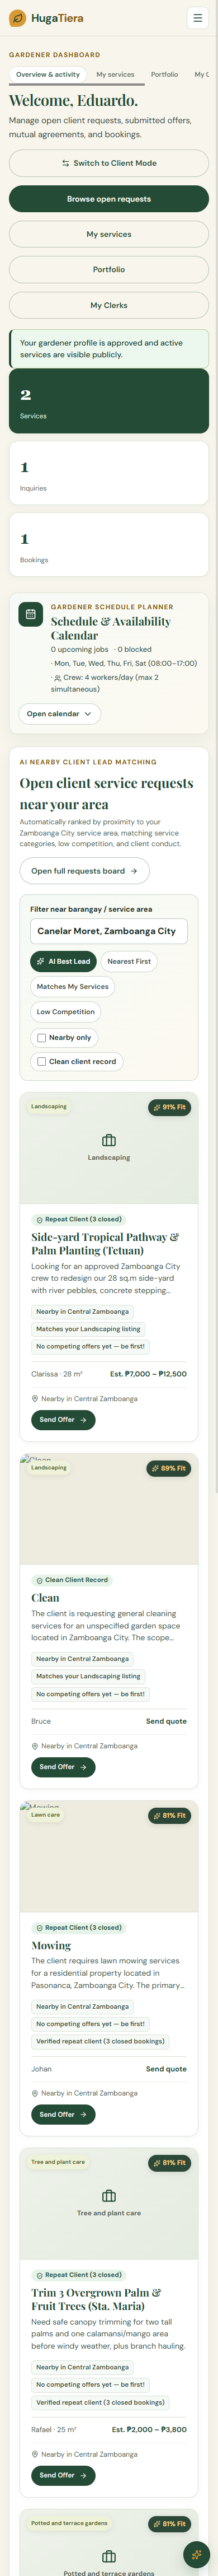 HugaTiera
GARDENER DASHBOARD
Overview & activity My services Portfolio
Welcome, Eduardo.
Manage open client requests, submitted offers,
mutual agreements, and bookings.
Switch to Client Mode
Browse open requests
My services
Portfolio
My Clerks
Your gardener profile is approved and active
services are visible publicly.
2
Services
1
Inquiries
1
Bookings
GARDENER SCHEDULE PLANNER
Schedule & Availability
Calendar
0 upcoming jobs · 0 blocked
· Mon, Tue, Wed, Thu, Fri, Sat (08:00–17:00)
· Crew: 4 workers/day (max 2
simultaneous)
Open calendar
AI NEARBY CLIENT LEAD MATCHING
Open client service requests
near your area
Automatically ranked by proximity to your
Zamboanga City service area, matching service
categories, low competition, and client conduct.
Open full requests board
Filter near barangay / service area
Canelar Moret, Zamboanga City
AI Best Lead Nearest First
Matches My Services
Low Competition
Nearby only
Clean client record
Landscaping 91% Fit
Landscaping
Repeat Client (3 closed)
Side-yard Tropical Pathway &
Palm Planting (Tetuan)
Looking for an approved Zamboanga City
crew to redesign our 28 sq.m side-yard
with river pebbles, concrete stepping...
Nearby in Central Zamboanga
Matches your Landscaping listing
No competing offers yet — be first!
Clarissa · 28 m² Est. ₱7,000 – ₱12,500
Nearby in Central Zamboanga
Send Offer
Clean
Landscaping 89% Fit
Clean Client Record
Clean
The client is requesting general cleaning
services for an unspecified garden space
located in Zamboanga City. The scope...
Nearby in Central Zamboanga
Matches your Landscaping listing
No competing offers yet — be first!
Bruce Send quote
Nearby in Central Zamboanga
Send Offer
Mowing
Lawn care 81% Fit
Repeat Client (3 closed)
Mowing
The client requires lawn mowing services
for a residential property located in
Pasonanca, Zamboanga City. The primary...
Nearby in Central Zamboanga
No competing offers yet — be first!
Verified repeat client (3 closed bookings)
Johan Send quote
Nearby in Central Zamboanga
Send Offer
Tree and plant care 81% Fit
Tree and plant care
Repeat Client (3 closed)
Trim 3 Overgrown Palm &
Fruit Trees (Sta. Maria)
Need safe canopy trimming for two tall
palms and one calamansi/mango area
before windy weather, plus branch hauling.
Nearby in Central Zamboanga
No competing offers yet — be first!
Verified repeat client (3 closed bookings)
Rafael · 25 m² Est. ₱2,000 – ₱3,800
Nearby in Central Zamboanga
Send Offer
Potted and terrace gardens 81% Fit
Potted and terrace gardens